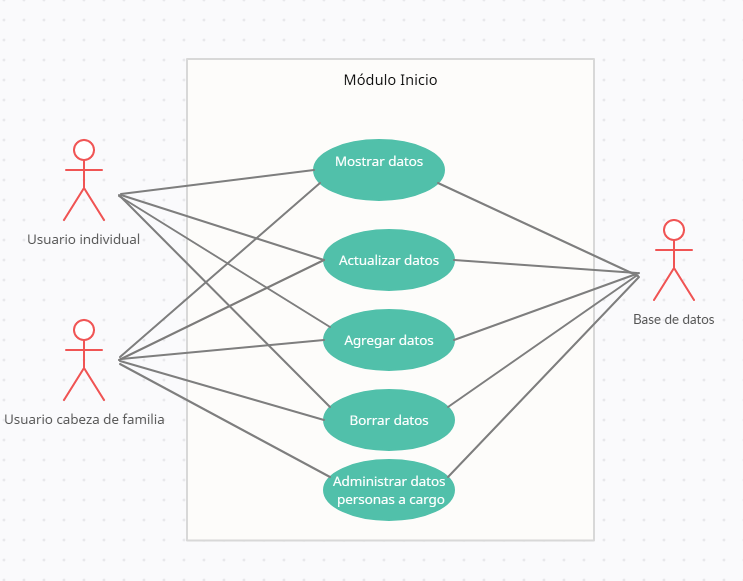 Módulo Inicio
Mostrar datos
Usuario individual
Actualizar datos
Base de datos
Agregar datos
Usuario cabeza de familia
Borrar datos
Administrar datos
personas a cargo